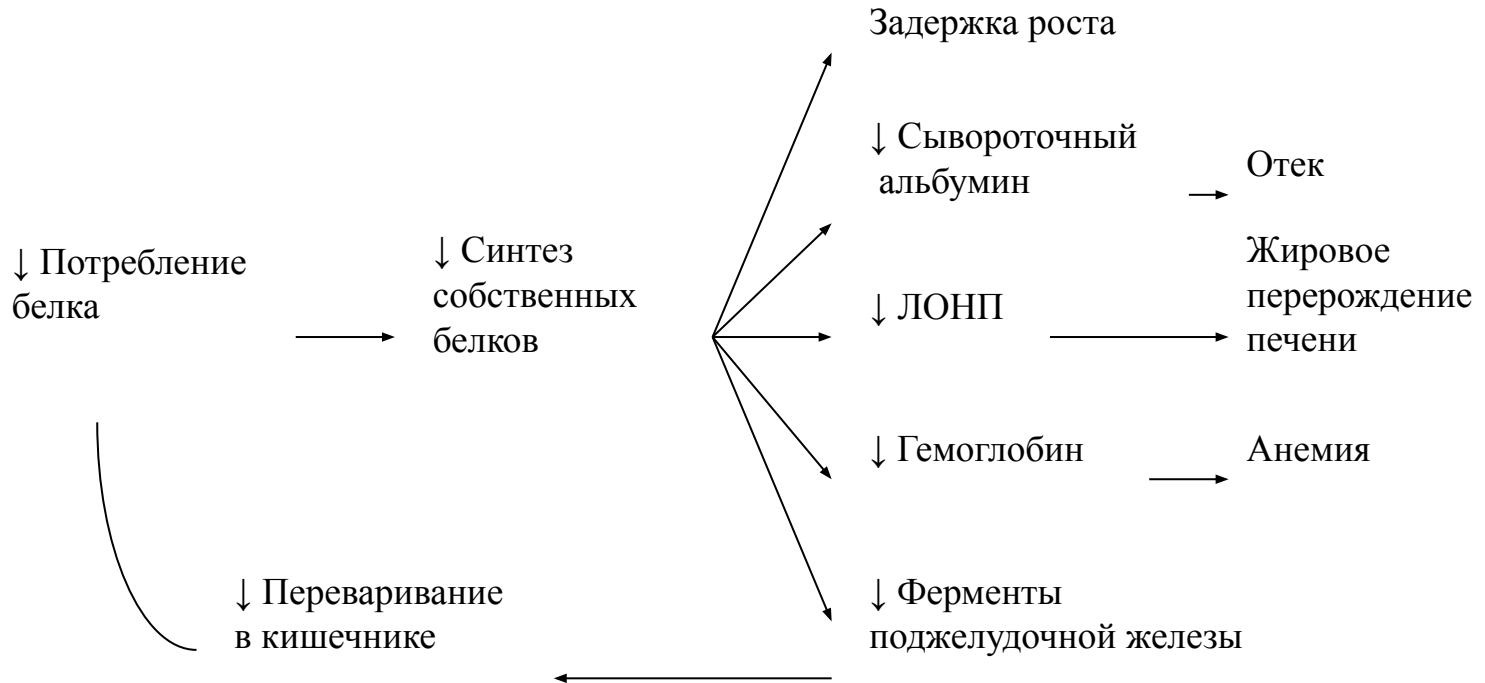 Задержка роста
↓ Сывороточный
альбумин
Отек
↓ Потребление
белка
↓ Синтез
собственных
белков
↓ ЛОНП
Жировое
перерождение
печени
↓ Гемоглобин
Анемия
↓ Переваривание
в кишечнике
↓ Ферменты
поджелудочной железы